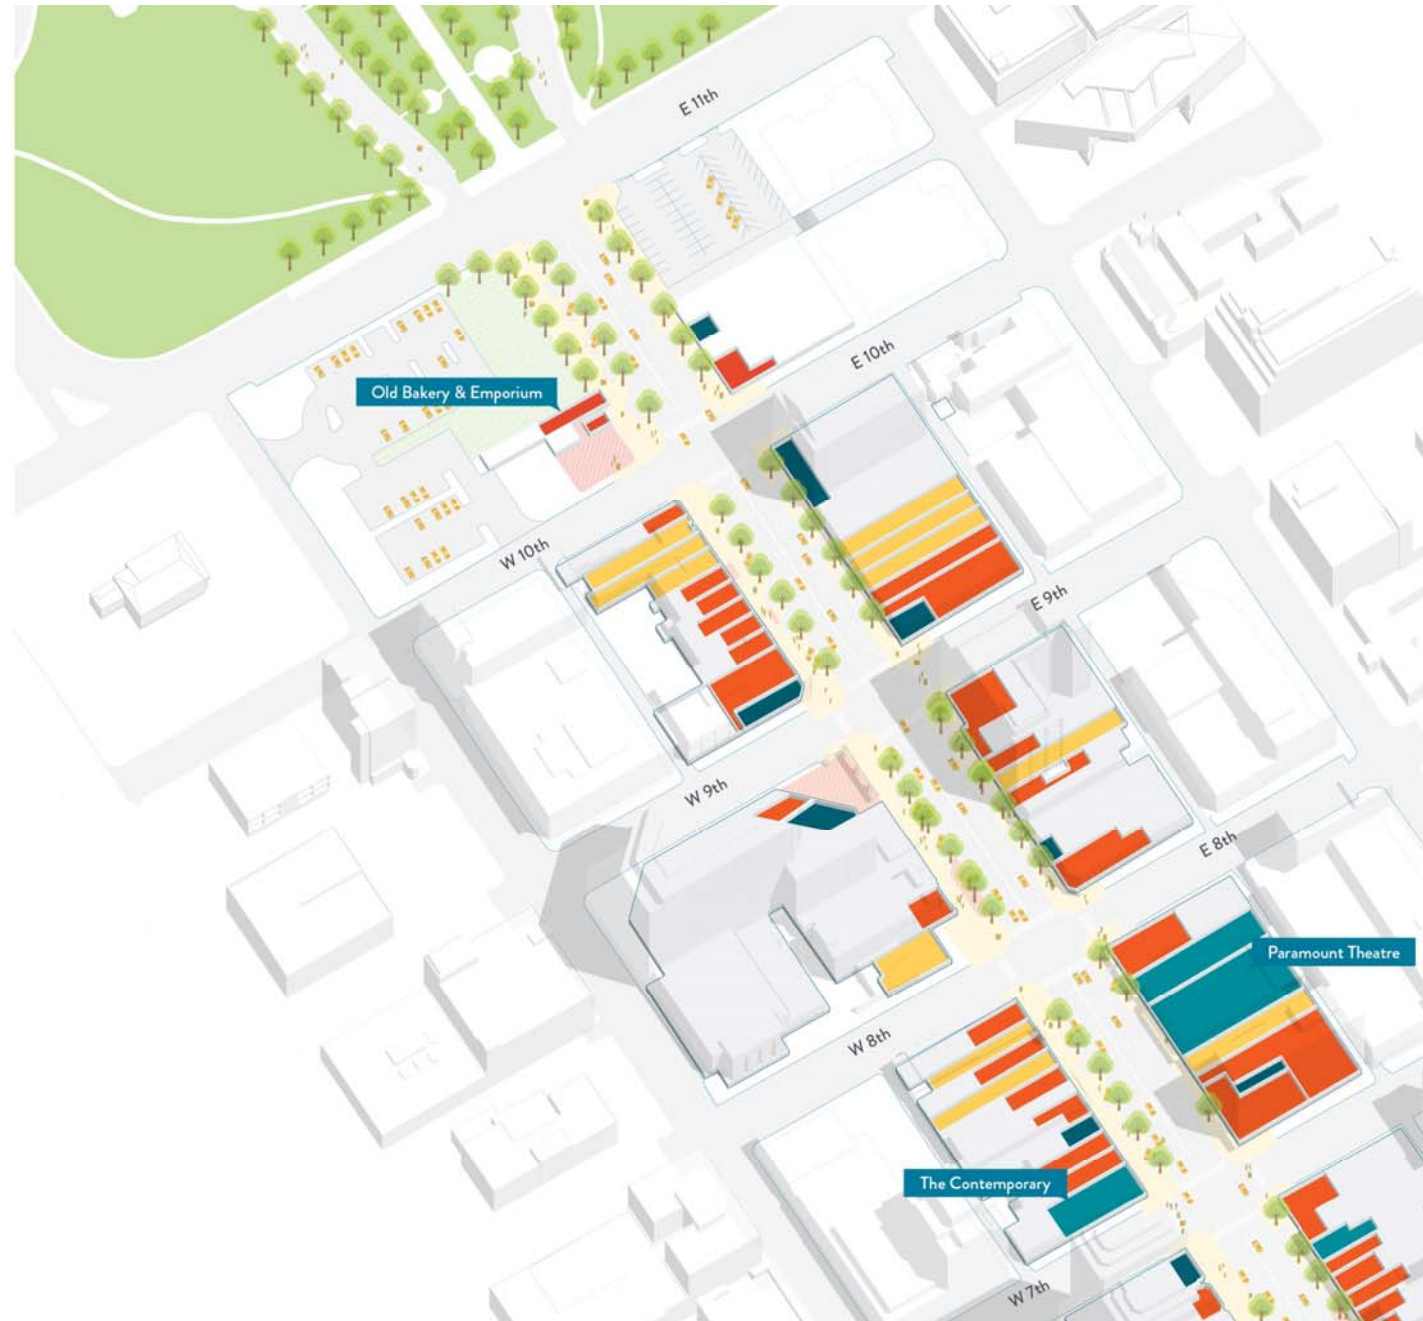 E 11th
E 10th
Old Bakery & Emporium
W 10th
E 9th
W 9th
E 8th
Paramount Theatre
W 8th
The Contemporary
W 7th